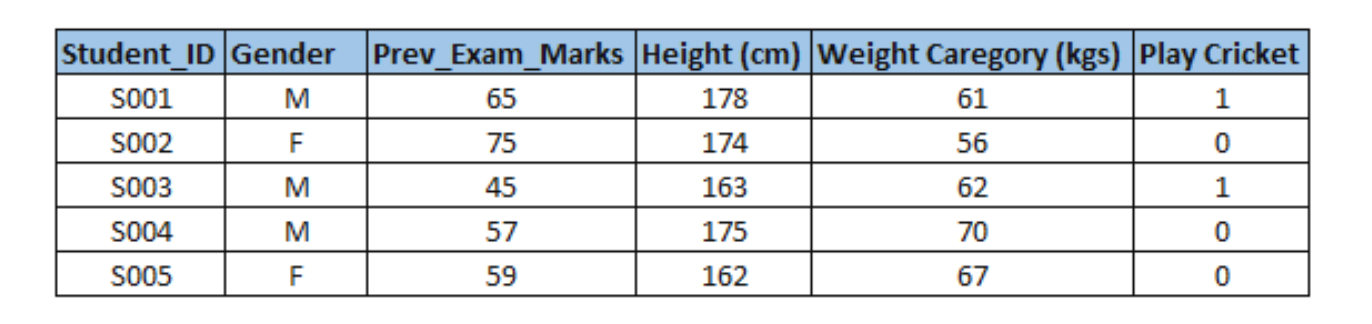 Student_ID Gender Prev_Exam_Marks Height (cm) Weight Caregory (kgs) Play Cricket
S001 M 65 178 61 1
S002 F 75 174 56 0
S003 M 45 163 62 1
S004 M 57 175 70 0
S005 F 59 162 67 0